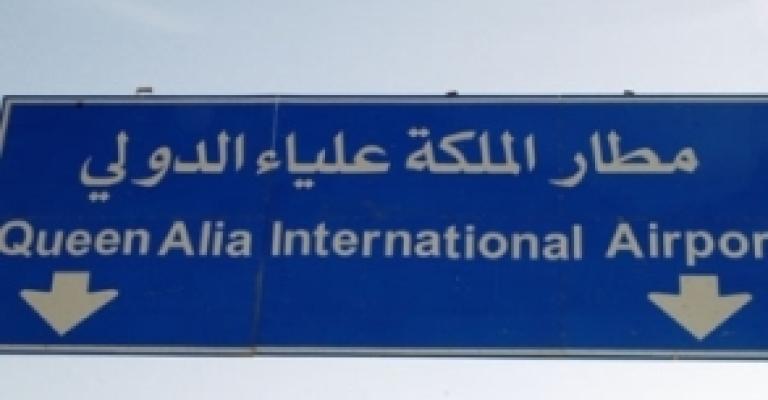 مطار الملكة علياء الدولي
Queen Alia International Airpor